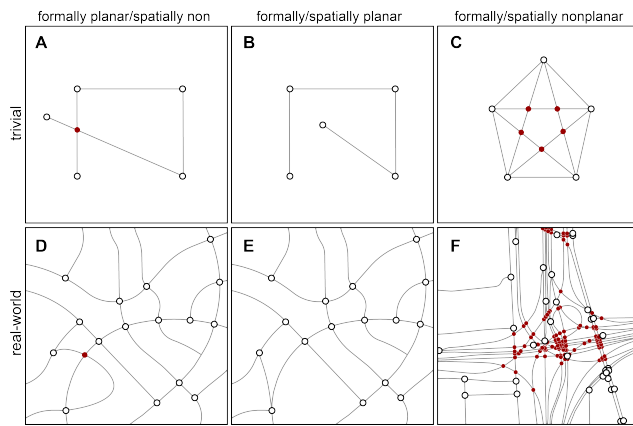 formally planar/spatially non
formally/spatially planar
formally/spatially nonplanar
trivial
A
B
C
real-world
D
E
F